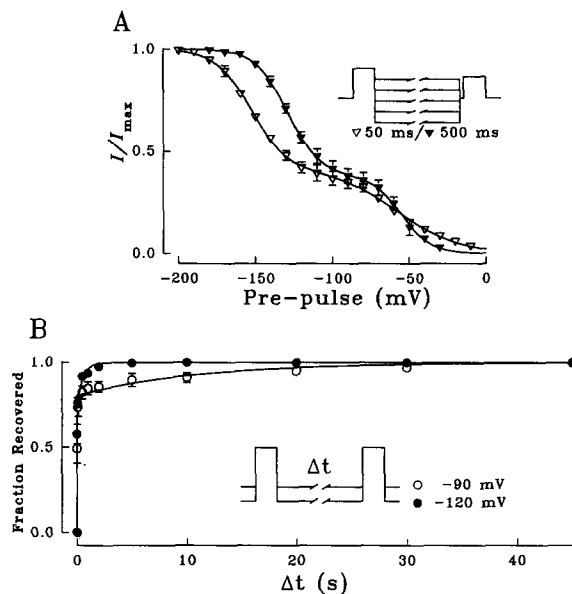 A
I/Imax
1.0
0.5
0.0
▽ 50 ms/▼ 500 ms
-200 -150 -100 -50 0
Pre-pulse (mV)
B
Fraction Recovered
1.0
0.5
0.0
Δt
○ -90 mV
● -120 mV
0 10 20 30 40
Δt (s)